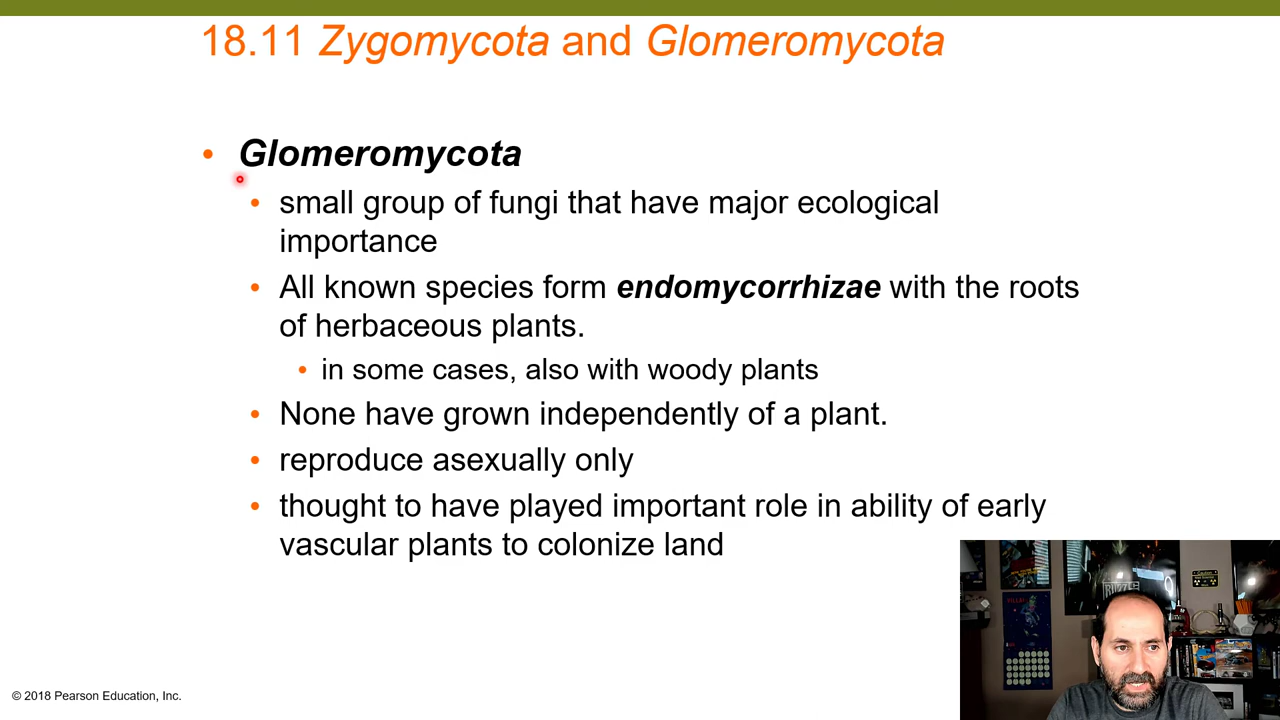 18.11 Zygomycota and Glomeromycota
• Glomeromycota
• small group of fungi that have major ecological
importance
• All known species form endomycorrhizae with the roots
of herbaceous plants.
• in some cases, also with woody plants
• None have grown independently of a plant.
• reproduce asexually only
• thought to have played important role in ability of early
vascular plants to colonize land
© 2018 Pearson Education, Inc.